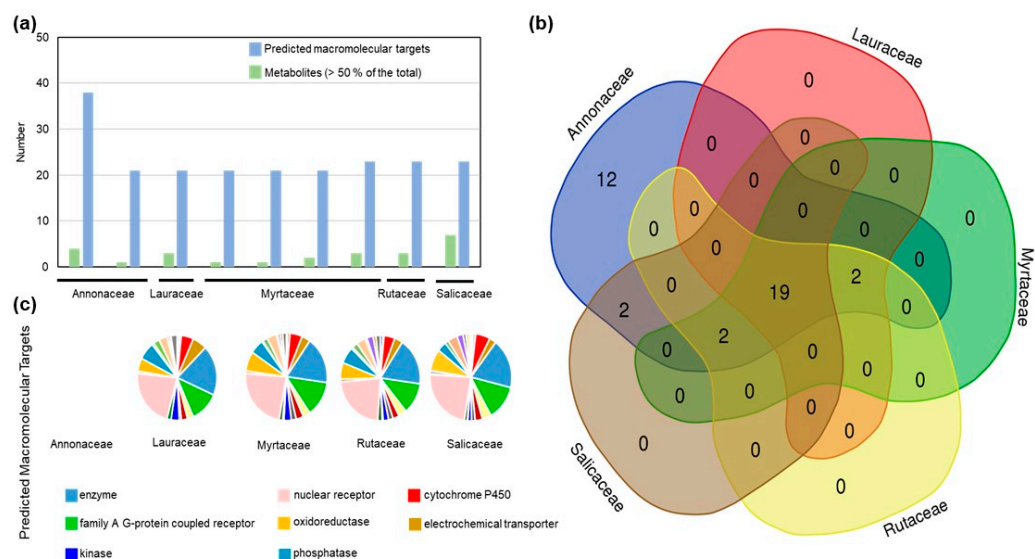 (a)
50
40
30
20
10
0
Number
Predicted macromolecular targets
Metabolites (> 50 % of the total)
Annonaceae Lauraceae Myrtaceae Rutaceae Salicaceae
(b)
Annonaceae
Lauraceae
Myrtaceae
Rutaceae
Salicaceae
0
0 0
12 0 0 0 0
0 0 0 0
0 0 0 0
0 19 2 0
2 2 0
0 0 0 0
0 0
0 0 0
0
(c)
Predicted Macromolecular Targets
Annonaceae Lauraceae Myrtaceae Rutaceae Salicaceae
enzyme nuclear receptor cytochrome P450
family A G-protein coupled receptor oxidoreductase electrochemical transporter
kinase phosphatase